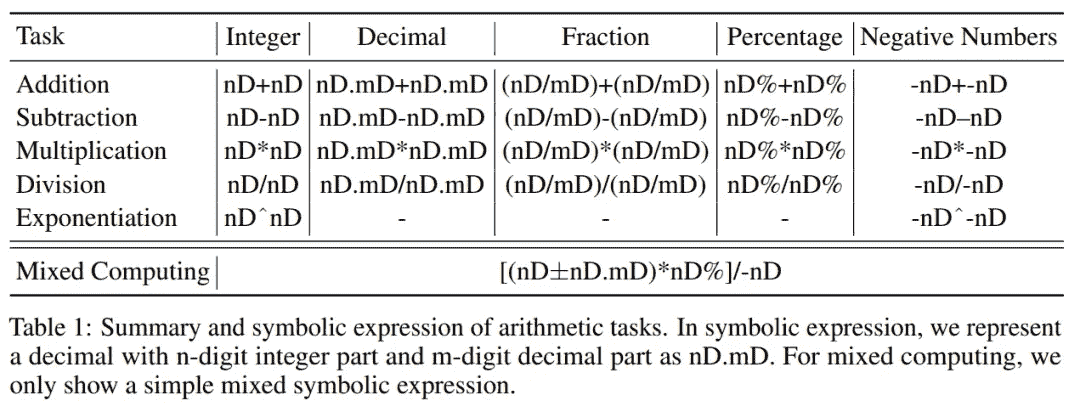 Task Integer Decimal Fraction Percentage Negative Numbers
Addition nD+nD nD.mD+nD.mD (nD/mD)+(nD/mD) nD%+nD% -nD+-nD
Subtraction nD-nD nD.mD-nD.mD (nD/mD)-(nD/mD) nD%-nD% -nD–nD
Multiplication nD*nD nD.mD*nD.mD (nD/mD)*(nD/mD) nD%*nD% -nD*-nD
Division nD/nD nD.mD/nD.mD (nD/mD)/(nD/mD) nD%/nD% -nD/-nD
Exponentiation nDˆnD - - - -nDˆ-nD
Mixed Computing [(nD±nD.mD)*nD%]/-nD
Table 1: Summary and symbolic expression of arithmetic tasks. In symbolic expression, we represent
a decimal with n-digit integer part and m-digit decimal part as nD.mD. For mixed computing, we
only show a simple mixed symbolic expression.